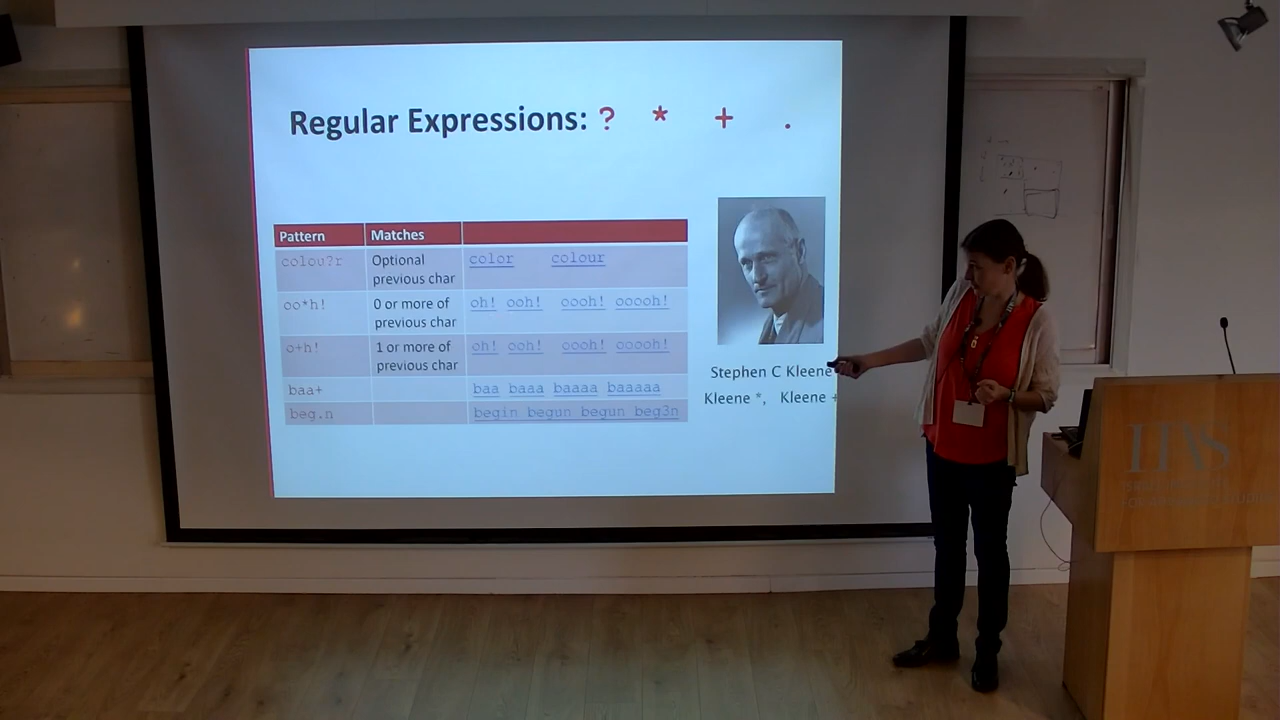 Regular Expressions: ? * + .
Pattern Matches
colou?r Optional previous char color colour
oo*h! 0 or more of previous char oh! ooh! oooh! ooooh!
o+h! 1 or more of previous char oh! ooh! oooh! ooooh!
baa+ baa baaa baaaa baaaaa
beg.n begin begun begun beg3n
Stephen C Kleene
Kleene *, Kleene +